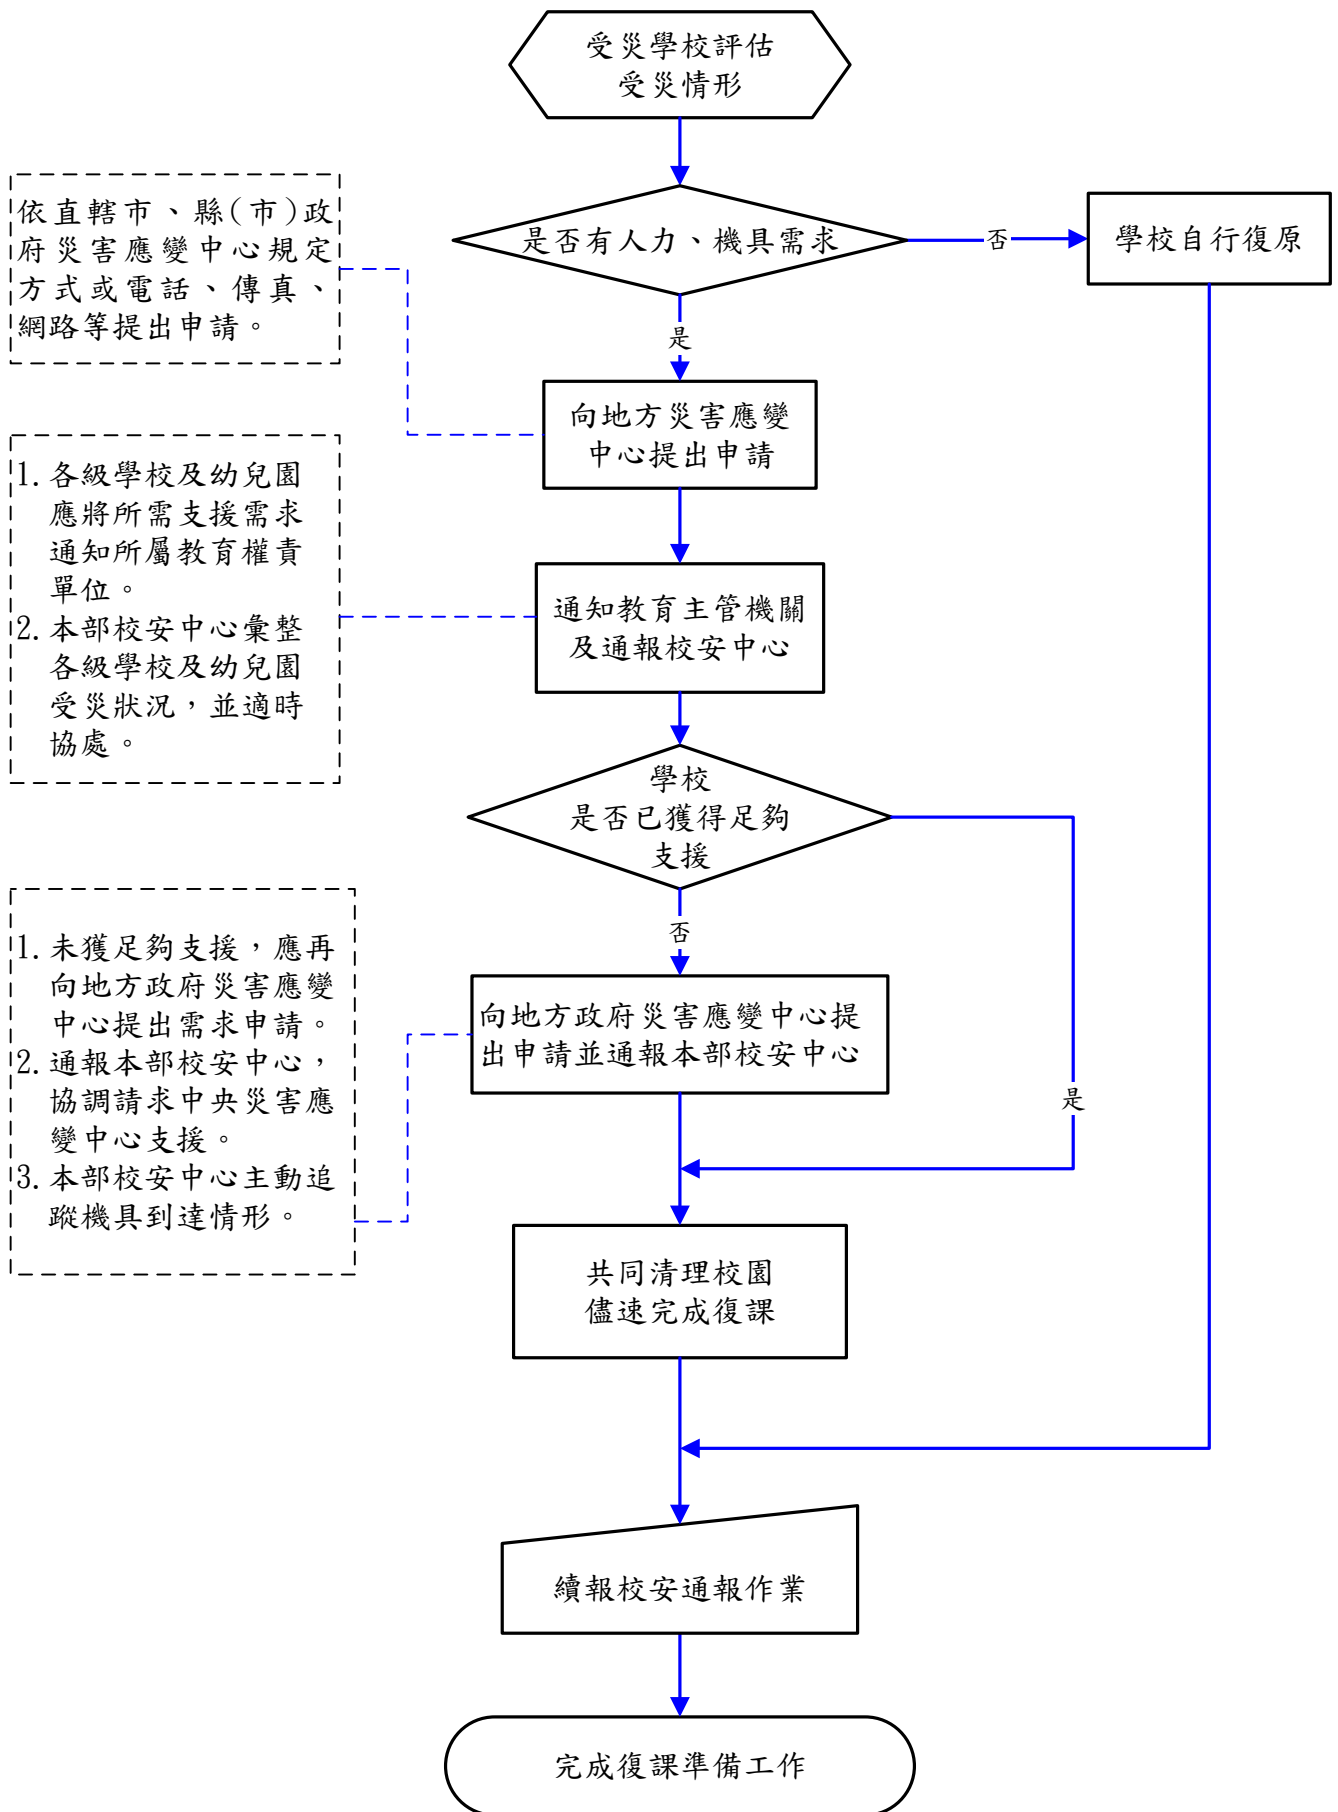 受災學校評估
受災情形
依直轄市、縣(市)政
府災害應變中心規定
方式或電話、傳真、
網路等提出申請。
是否有人力、機具需求
否
學校自行復原
是
向地方災害應變
中心提出申請
1. 各級學校及幼兒園
應將所需支援需求
通知所屬教育權責
單位。
2. 本部校安中心彙整
各級學校及幼兒園
受災狀況，並適時
協處。
通知教育主管機關
及通報校安中心
學校
是否已獲得足夠
支援
否
是
1. 未獲足夠支援，應再
向地方政府災害應變
中心提出需求申請。
2. 通報本部校安中心，
協調請求中央災害應
變中心支援。
3. 本部校安中心主動追
蹤機具到達情形。
向地方政府災害應變中心提
出申請並通報本部校安中心
共同清理校園
儘速完成復課
續報校安通報作業
完成復課準備工作